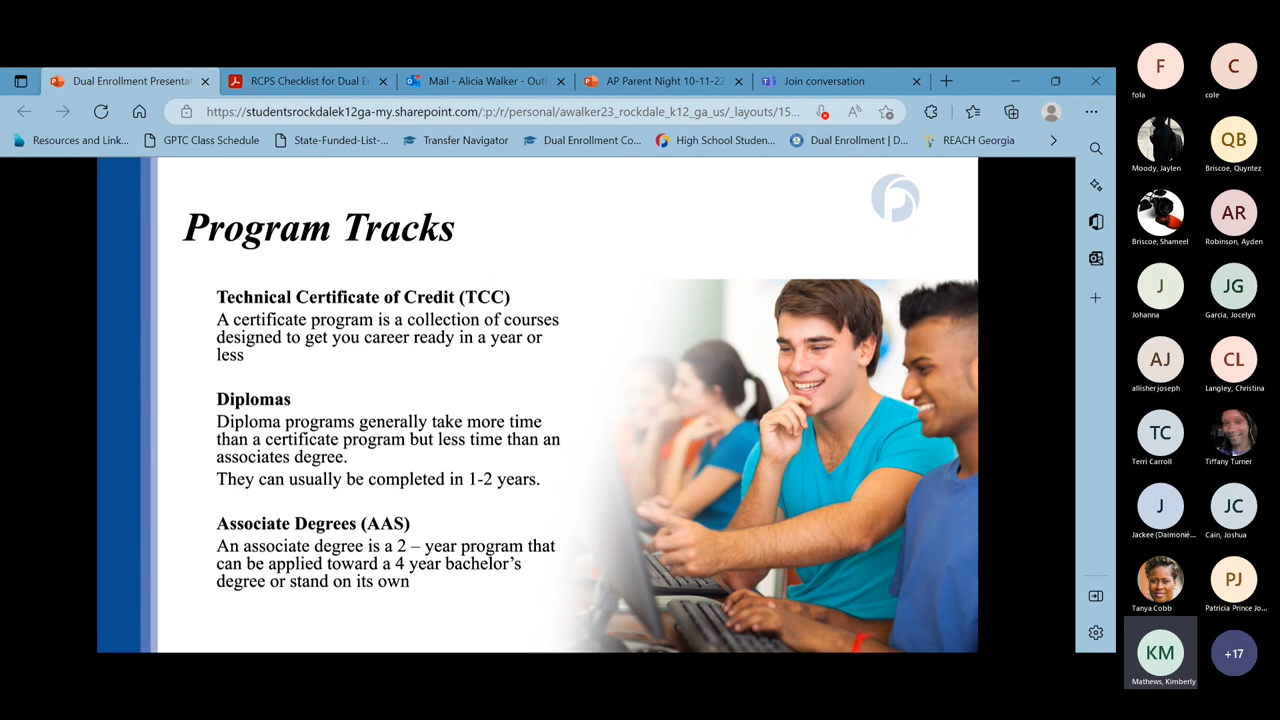 Dual Enrollment Presentat
RCPS Checklist for Dual E
Mail - Alicia Walker - Outl
AP Parent Night 10-11-22
Join conversation
https://studentsrockdalek12ga-my.sharepoint.com/:p:/r/personal/awalker23_rockdale_k12_ga_us/_layouts/15...
Resources and Link...
GPTC Class Schedule
State-Funded-List-...
Transfer Navigator
Dual Enrollment Co...
High School Studen...
Dual Enrollment | D...
REACH Georgia
Program Tracks
Technical Certificate of Credit (TCC)
A certificate program is a collection of courses
designed to get you career ready in a year or
less
Diplomas
Diploma programs generally take more time
than a certificate program but less time than an
associates degree.
They can usually be completed in 1-2 years.
Associate Degrees (AAS)
An associate degree is a 2 – year program that
can be applied toward a 4 year bachelor's
degree or stand on its own
F
fola
C
cole
Moody, Jaylen
QB
Briscoe, Quyntez
Briscoe, Shameel
AR
Robinson, Ayden
J
Johanna
JG
Garcia, Jocelyn
AJ
allisher joseph
CL
Langley, Christina
TC
Terri Carroll
Tiffany Turner
J
Jackee (Daimonié...
JC
Cain, Joshua
Tanya Cobb
PJ
Patricia Prince Jo...
KM
Mathews, Kimberly
+17